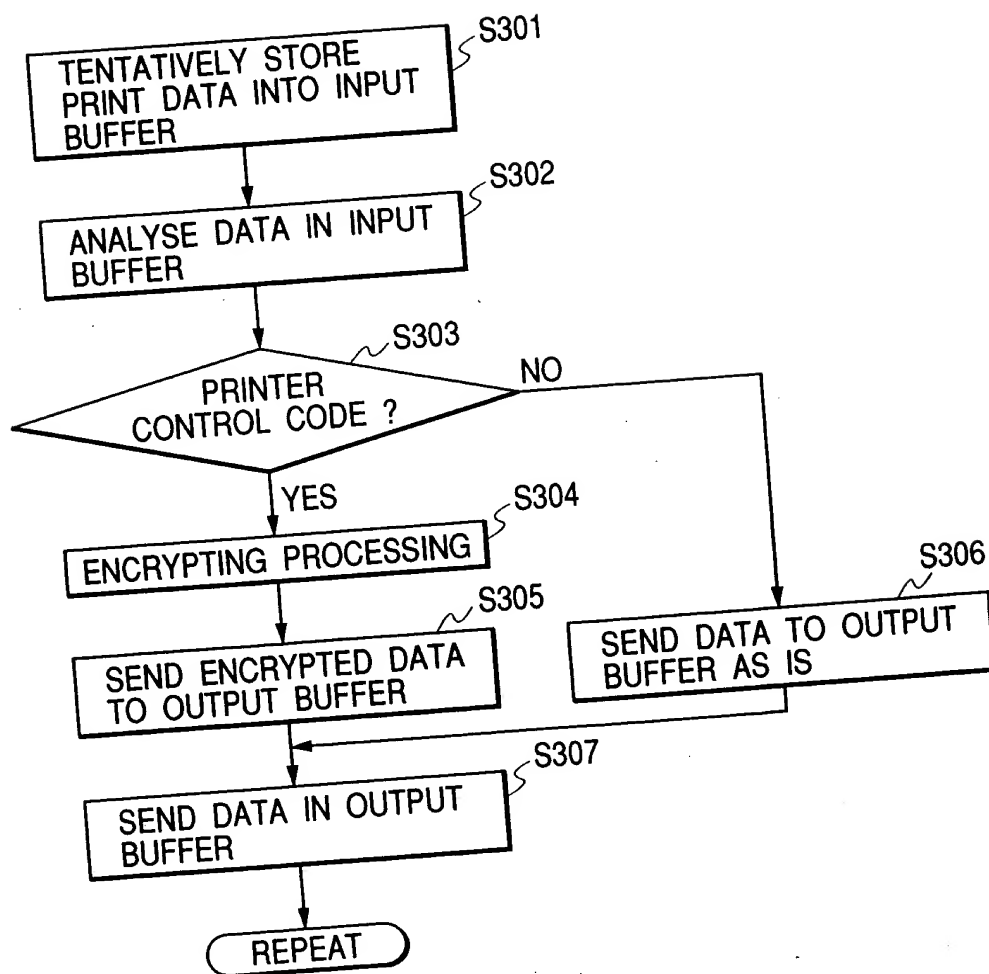 S301
TENTATIVELY STORE
PRINT DATA INTO INPUT
BUFFER
S302
ANALYSE DATA IN INPUT
BUFFER
S303
PRINTER
CONTROL CODE ?
NO
YES
S304
ENCRYPTING PROCESSING
S305
SEND ENCRYPTED DATA
TO OUTPUT BUFFER
S306
SEND DATA TO OUTPUT
BUFFER AS IS
S307
SEND DATA IN OUTPUT
BUFFER
REPEAT